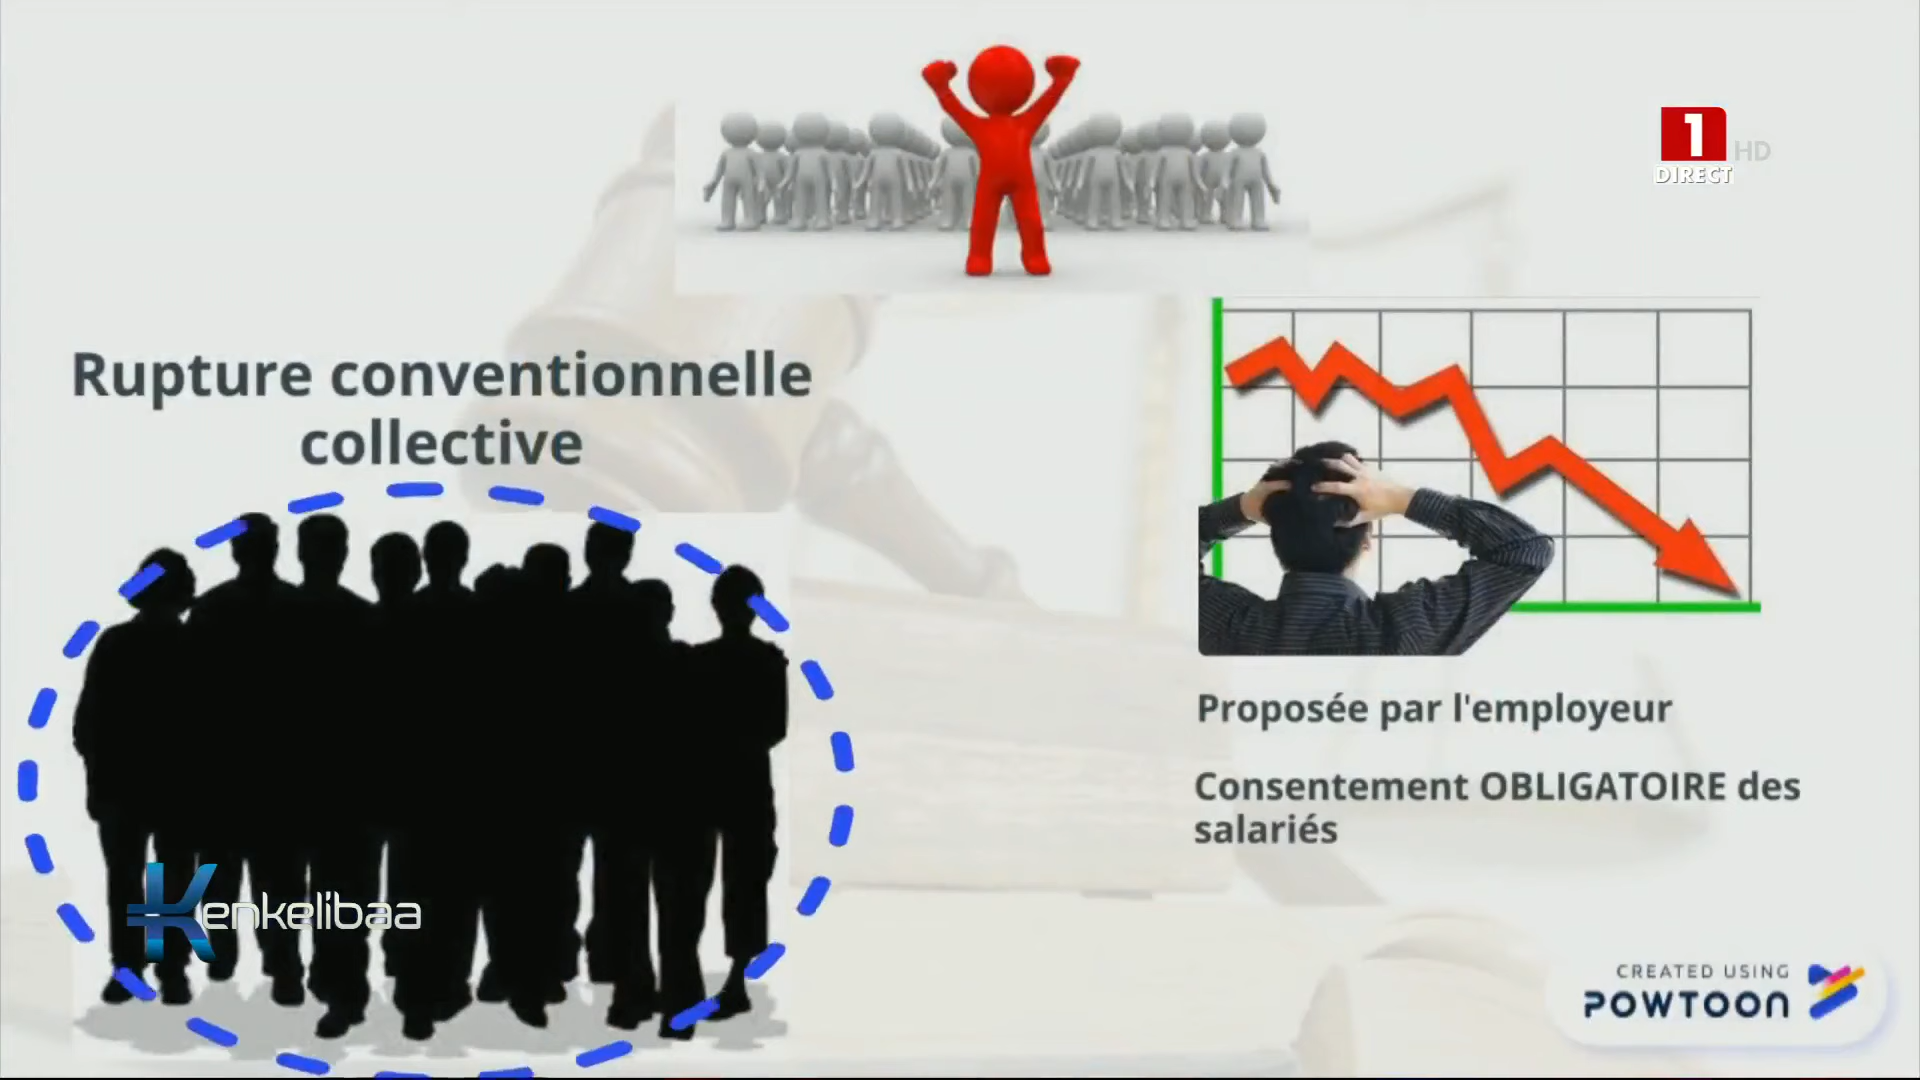 1
HD
DIRECT
Rupture conventionnelle
collective
Proposée par l'employeur
Consentement OBLIGATOIRE des
salariés
Kenkelibaa
CREATED USING
POWTOON